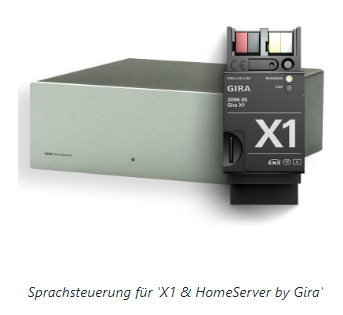 GIRA
2096 00
Gira X1
X1
KNX
Sprachsteuerung für 'X1 & HomeServer by Gira'